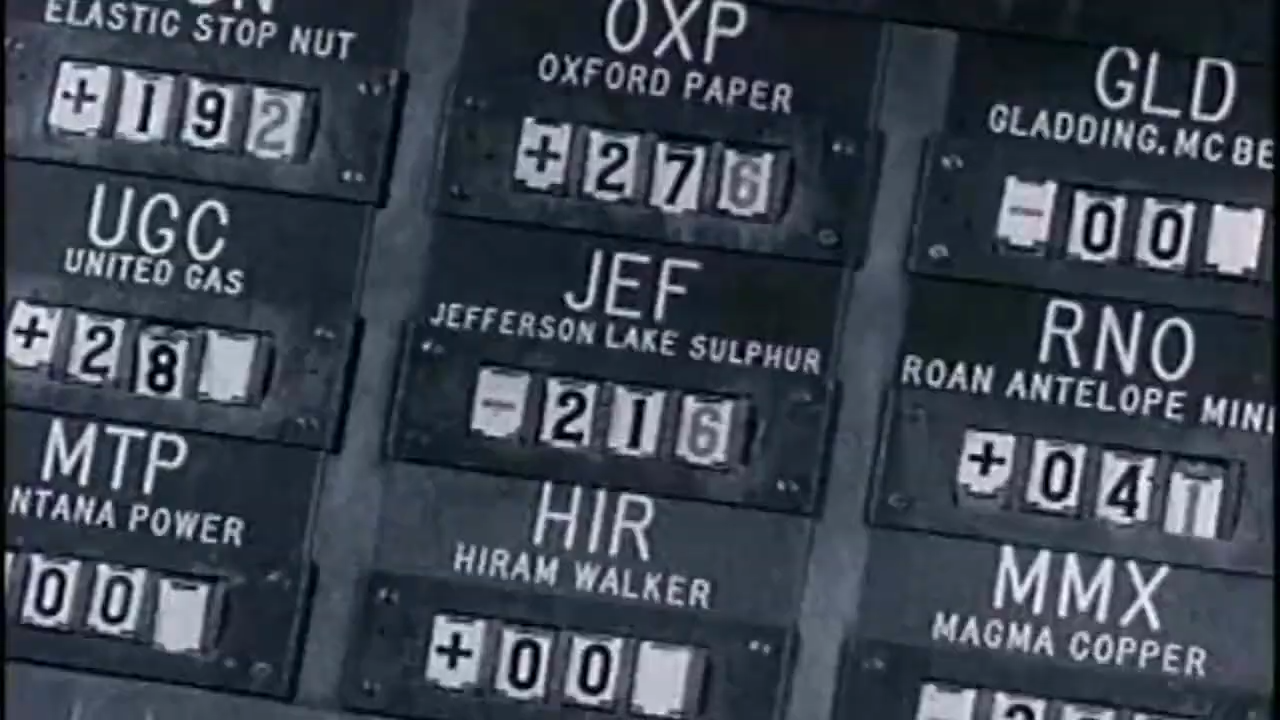 ELASTIC STOP NUT
+192
UGC
UNITED GAS
+28
MTP
NTANA POWER
00
OXP
OXFORD PAPER
+276
JEF
JEFFERSON LAKE SULPHUR
-216
HIR
HIRAM WALKER
+00
GLD
GLADDING, MC BE
-00
RNO
ROAN ANTELOPE MIN
+041
MMX
MAGMA COPPER